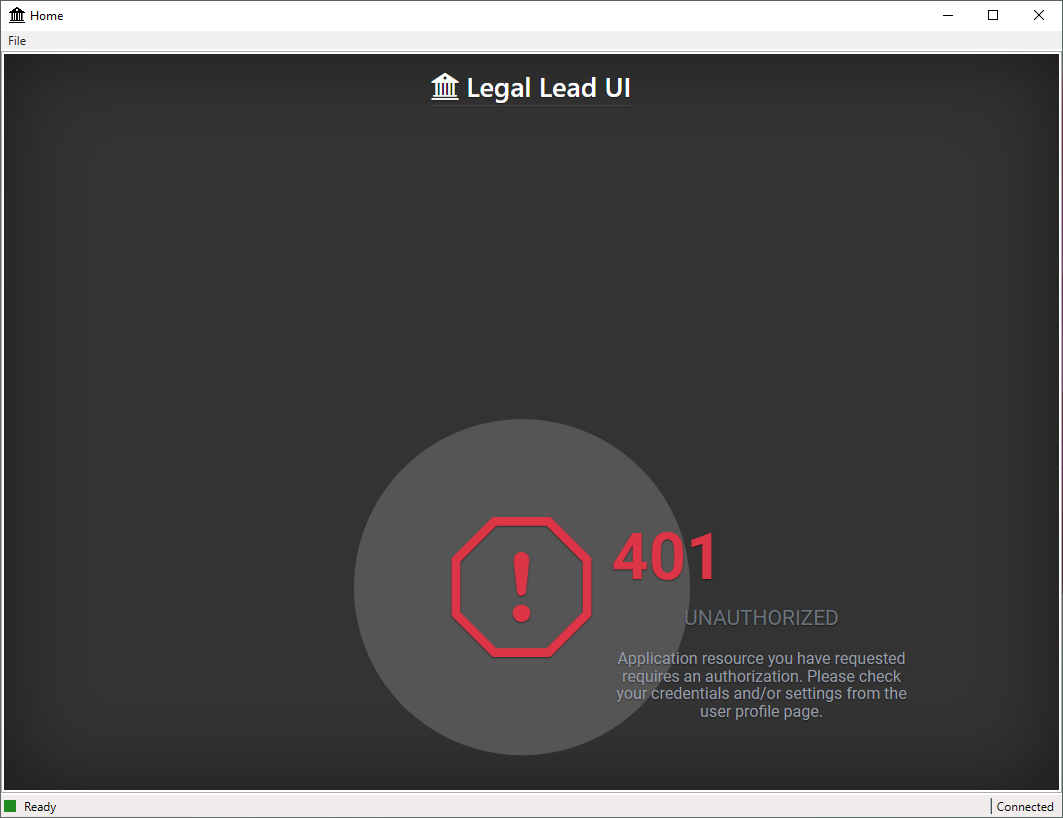 Home
File
Legal Lead UI
401
UNAUTHORIZED
Application resource you have requested
requires an authorization. Please check
your credentials and/or settings from the
user profile page.
Ready
Connected